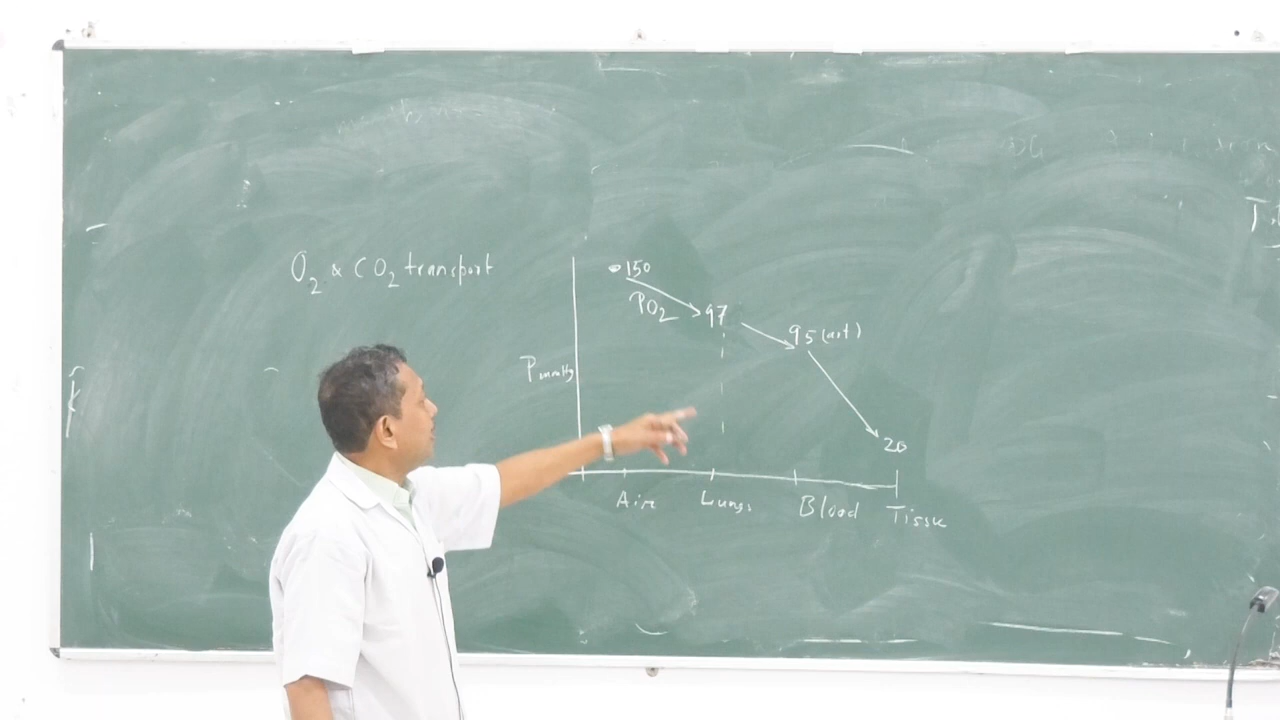 O2 & CO2 transport
150
PO2
97
95 (art)
PmmHg
20
Air
Lungs
Blood
Tissue